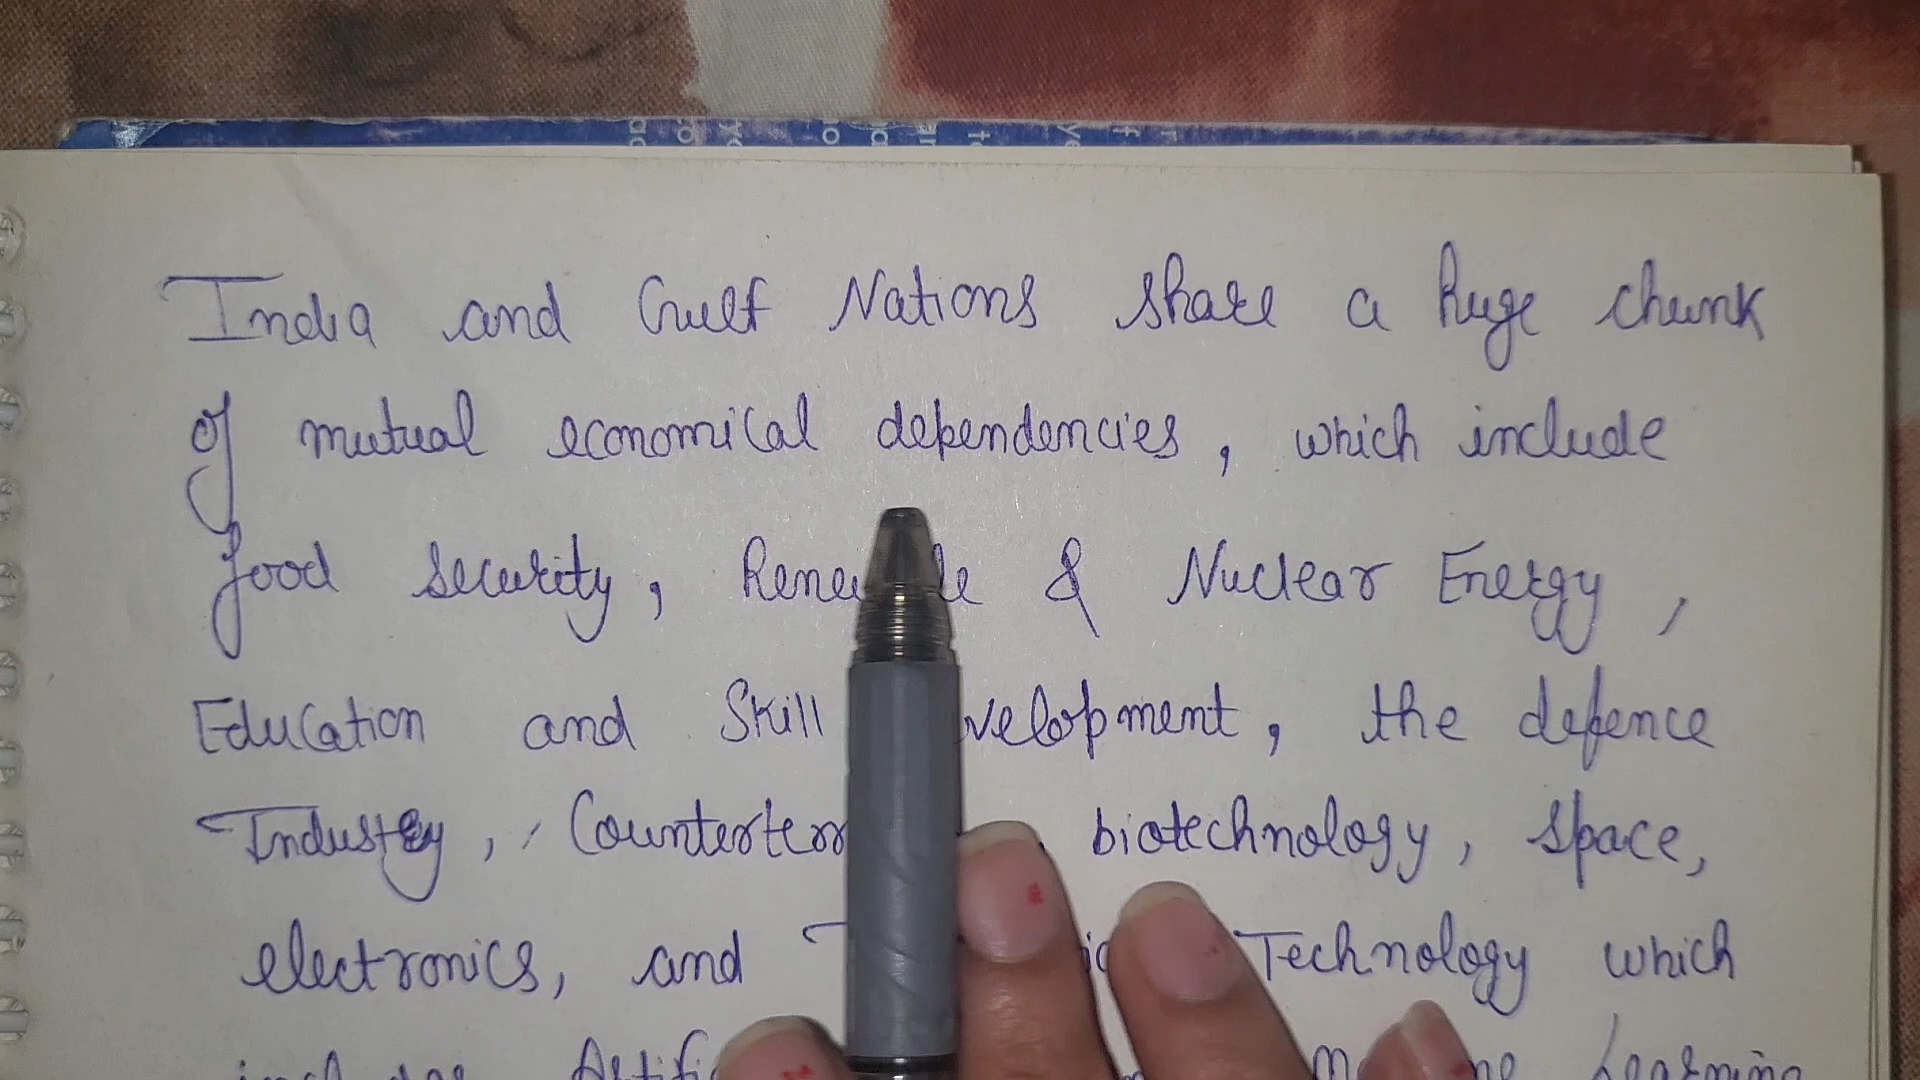 India and Gulf Nations share a huge chunk
of mutual economical dependencies, which include
food security, & Nuclear Energy,
Education and Skill the defence
Industry, biotechnology, space,
electronics, and Technology which
Learning